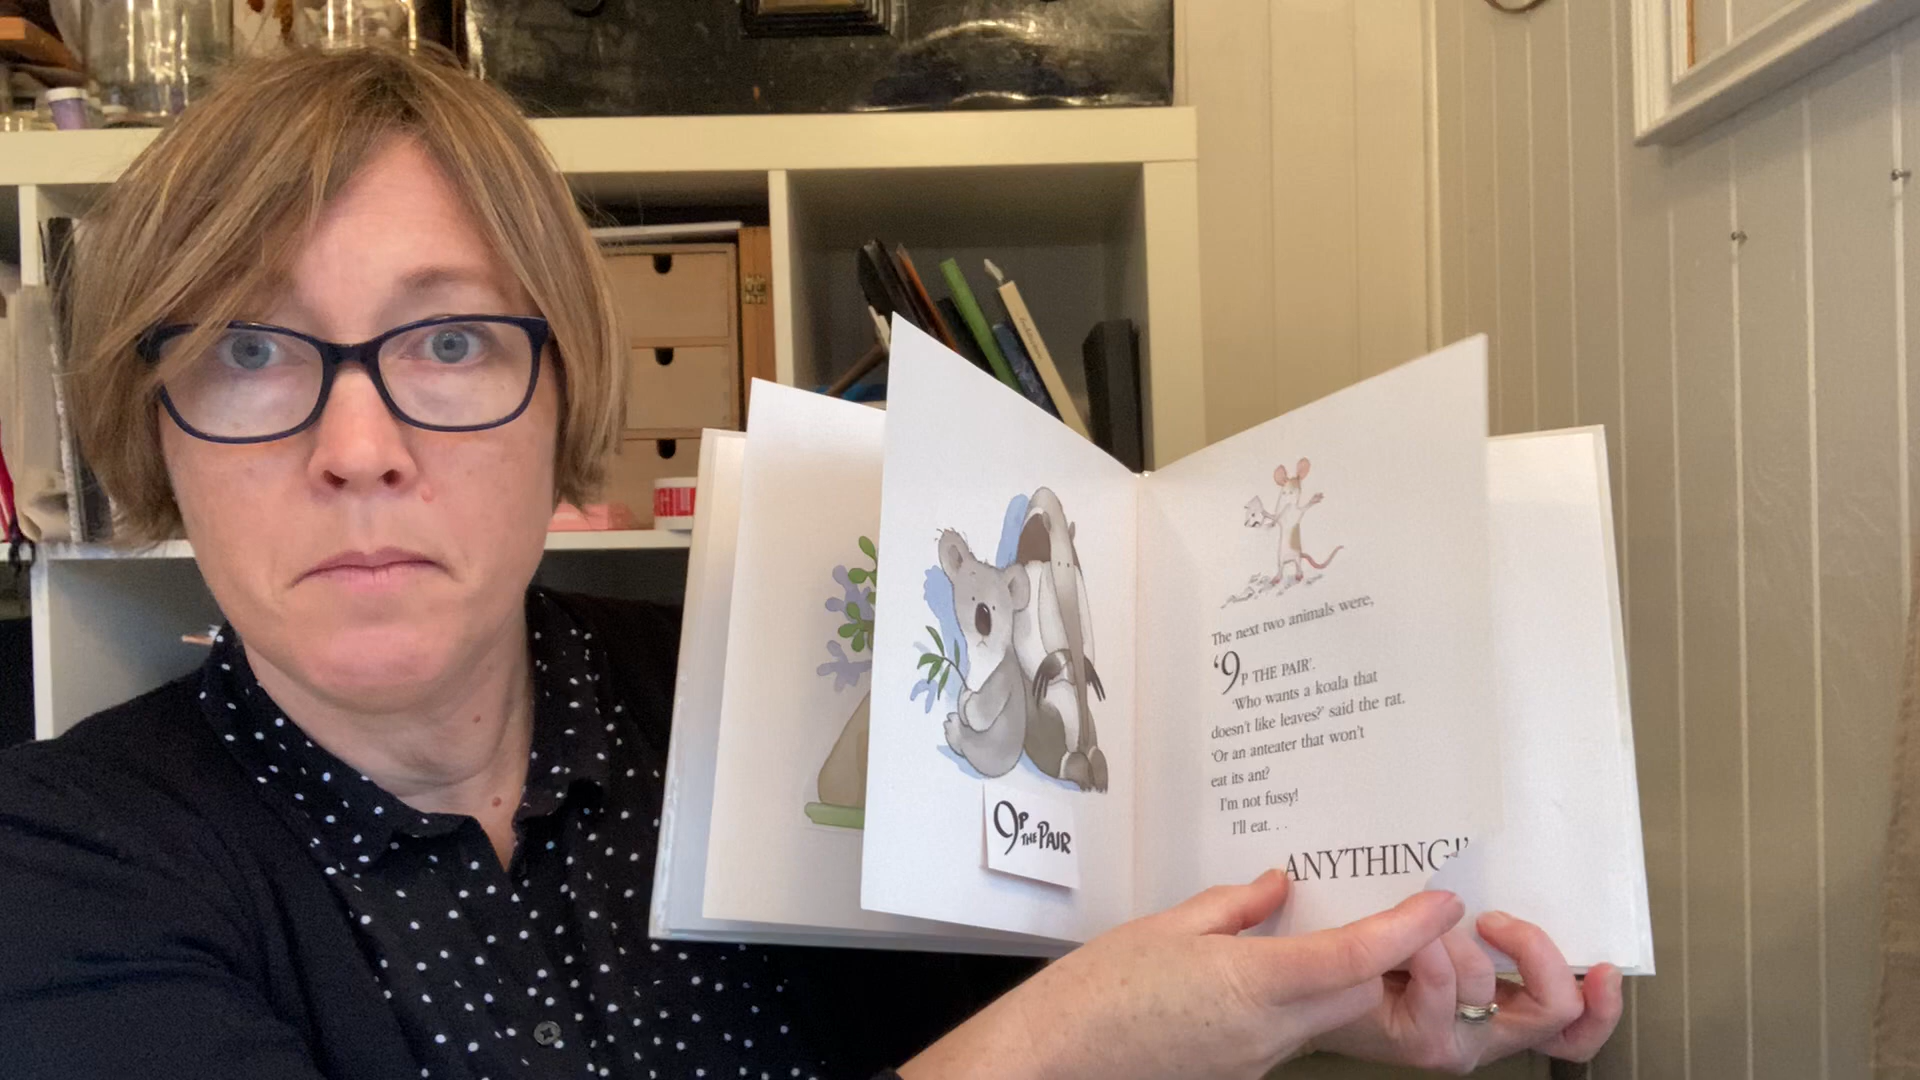 9P
THE PAIR
The next two animals were,
‘9P THE PAIR’.
‘Who wants a koala that
doesn't like leaves?’ said the rat.
‘Or an anteater that won't
eat its ant?
I'm not fussy!
I'll eat. . .
ANYTHING!’